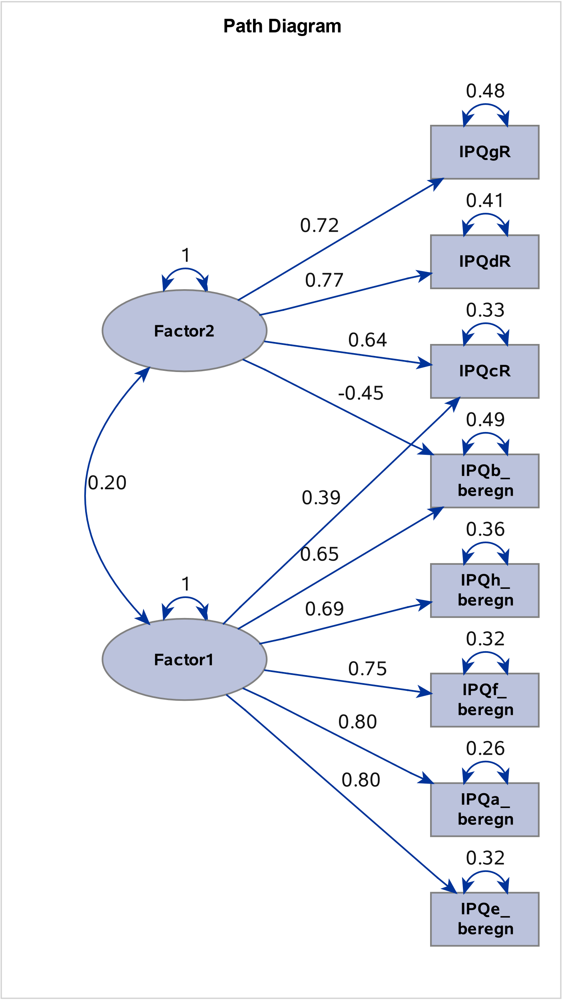 Path Diagram
0.48
IPQgR
0.41
0.72
IPQdR
1
0.77
0.33
Factor2
0.64
IPQcR
-0.45
0.49
IPQb_
beregn
0.20
0.39
0.36
0.65
IPQh_
beregn
1
0.69
0.32
Factor1
0.75
IPQf_
beregn
0.80
0.26
0.80
IPQa_
beregn
0.32
IPQe_
beregn